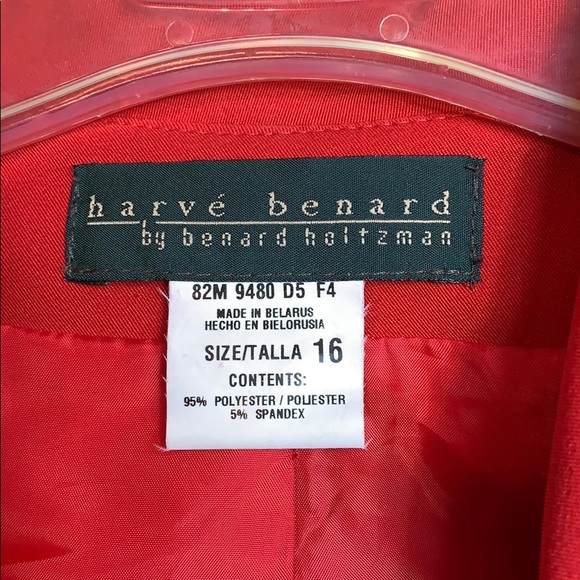 harvé benard
by benard holtzman
82M 9480 D5 F4
MADE IN BELARUS
HECHO EN BIELORUSIA
SIZE/TALLA 16
CONTENTS:
95% POLYESTER / POLIESTER
5% SPANDEX